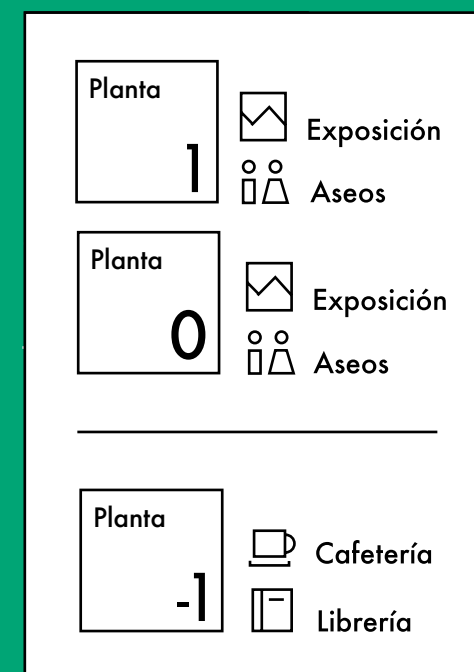 Planta
1
Exposición
Aseos
Planta
0
Exposición
Aseos
Planta
-1
Cafetería
Librería